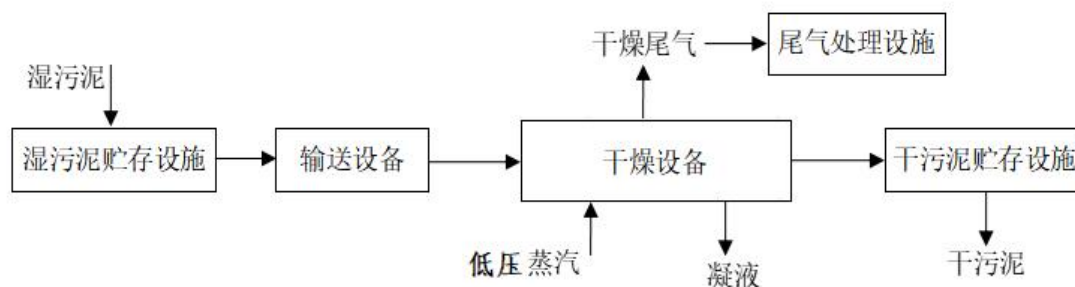 干燥尾气
尾气处理设施
湿污泥
湿污泥贮存设施
输送设备
干燥设备
干污泥贮存设施
低压蒸汽
凝液
干污泥